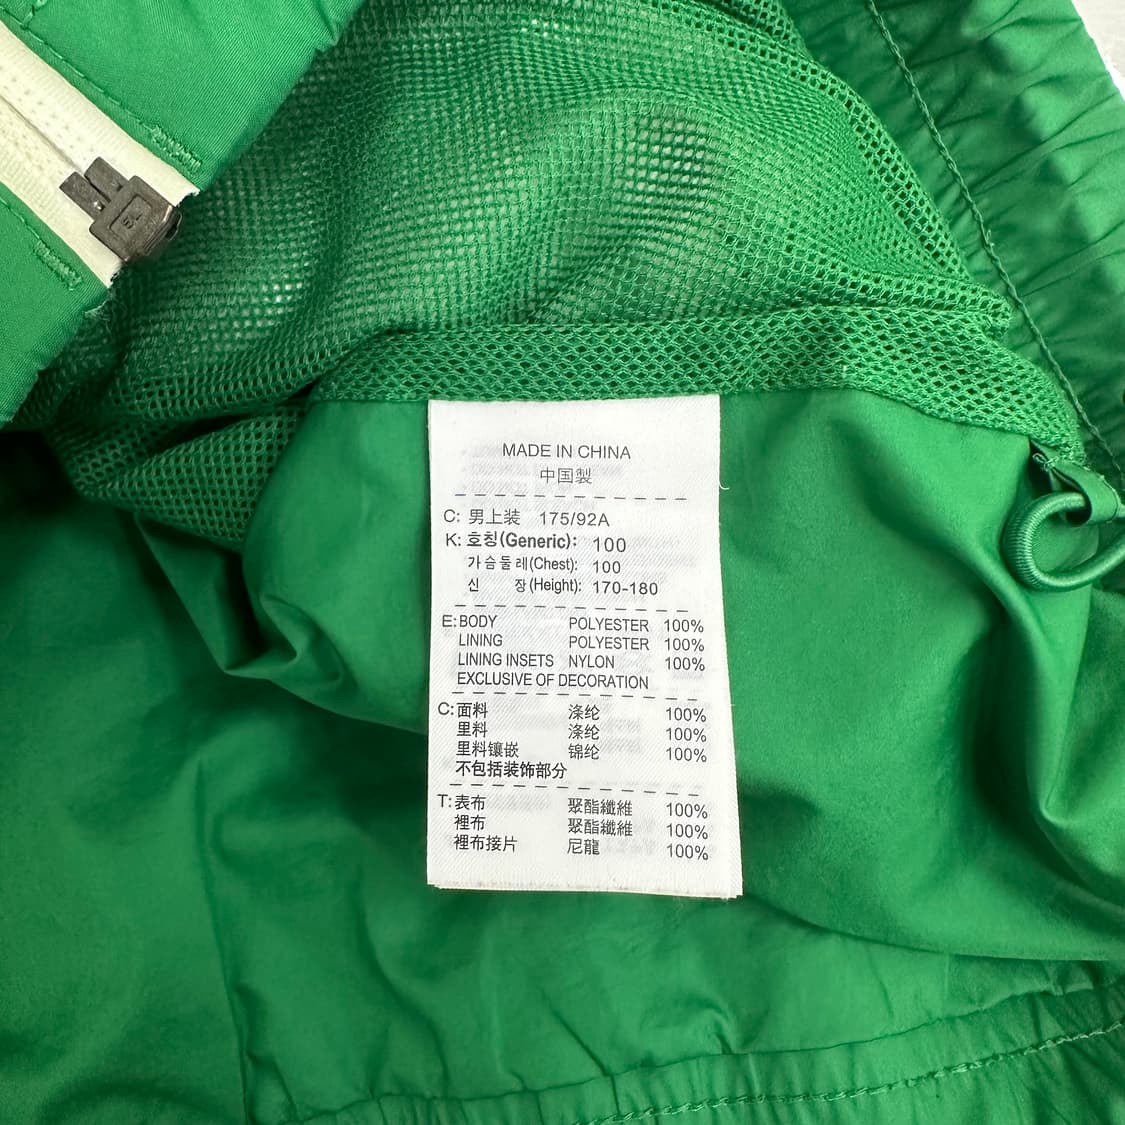 MADE IN CHINA
中国製
C: 男上装 175/92A
K: 호칭(Generic): 100
가슴둘레(Chest): 100
신 장(Height): 170-180
E: BODY POLYESTER 100%
LINING POLYESTER 100%
LINING INSETS NYLON 100%
EXCLUSIVE OF DECORATION
C: 面料 涤纶 100%
里料 涤纶 100%
里料镶嵌 锦纶 100%
不包括装饰部分
T: 表布 聚酯纖維 100%
裡布 聚酯纖維 100%
裡布接片 尼龍 100%